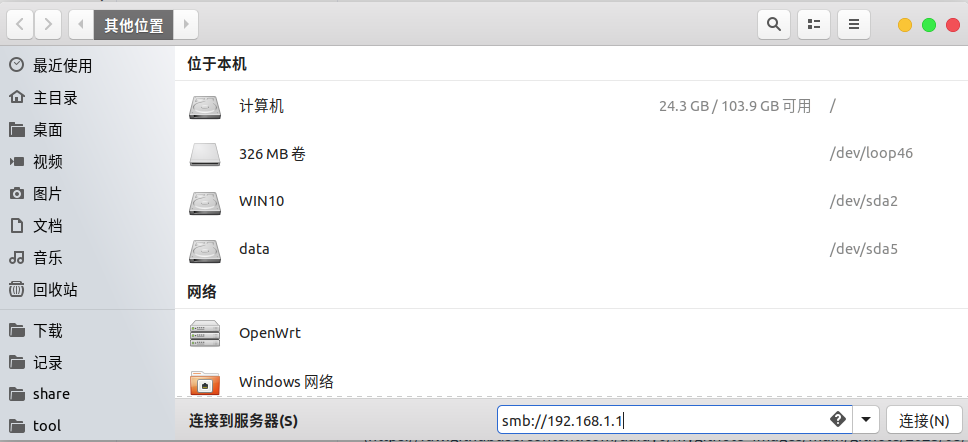 其他位置
最近使用
主目录
桌面
视频
图片
文档
音乐
回收站
下载
记录
share
tool
位于本机
计算机 24.3 GB / 103.9 GB 可用 /
326 MB 卷 /dev/loop46
WIN10 /dev/sda2
data /dev/sda5
网络
OpenWrt
Windows 网络
连接到服务器(S) smb://192.168.1.1 连接(N)